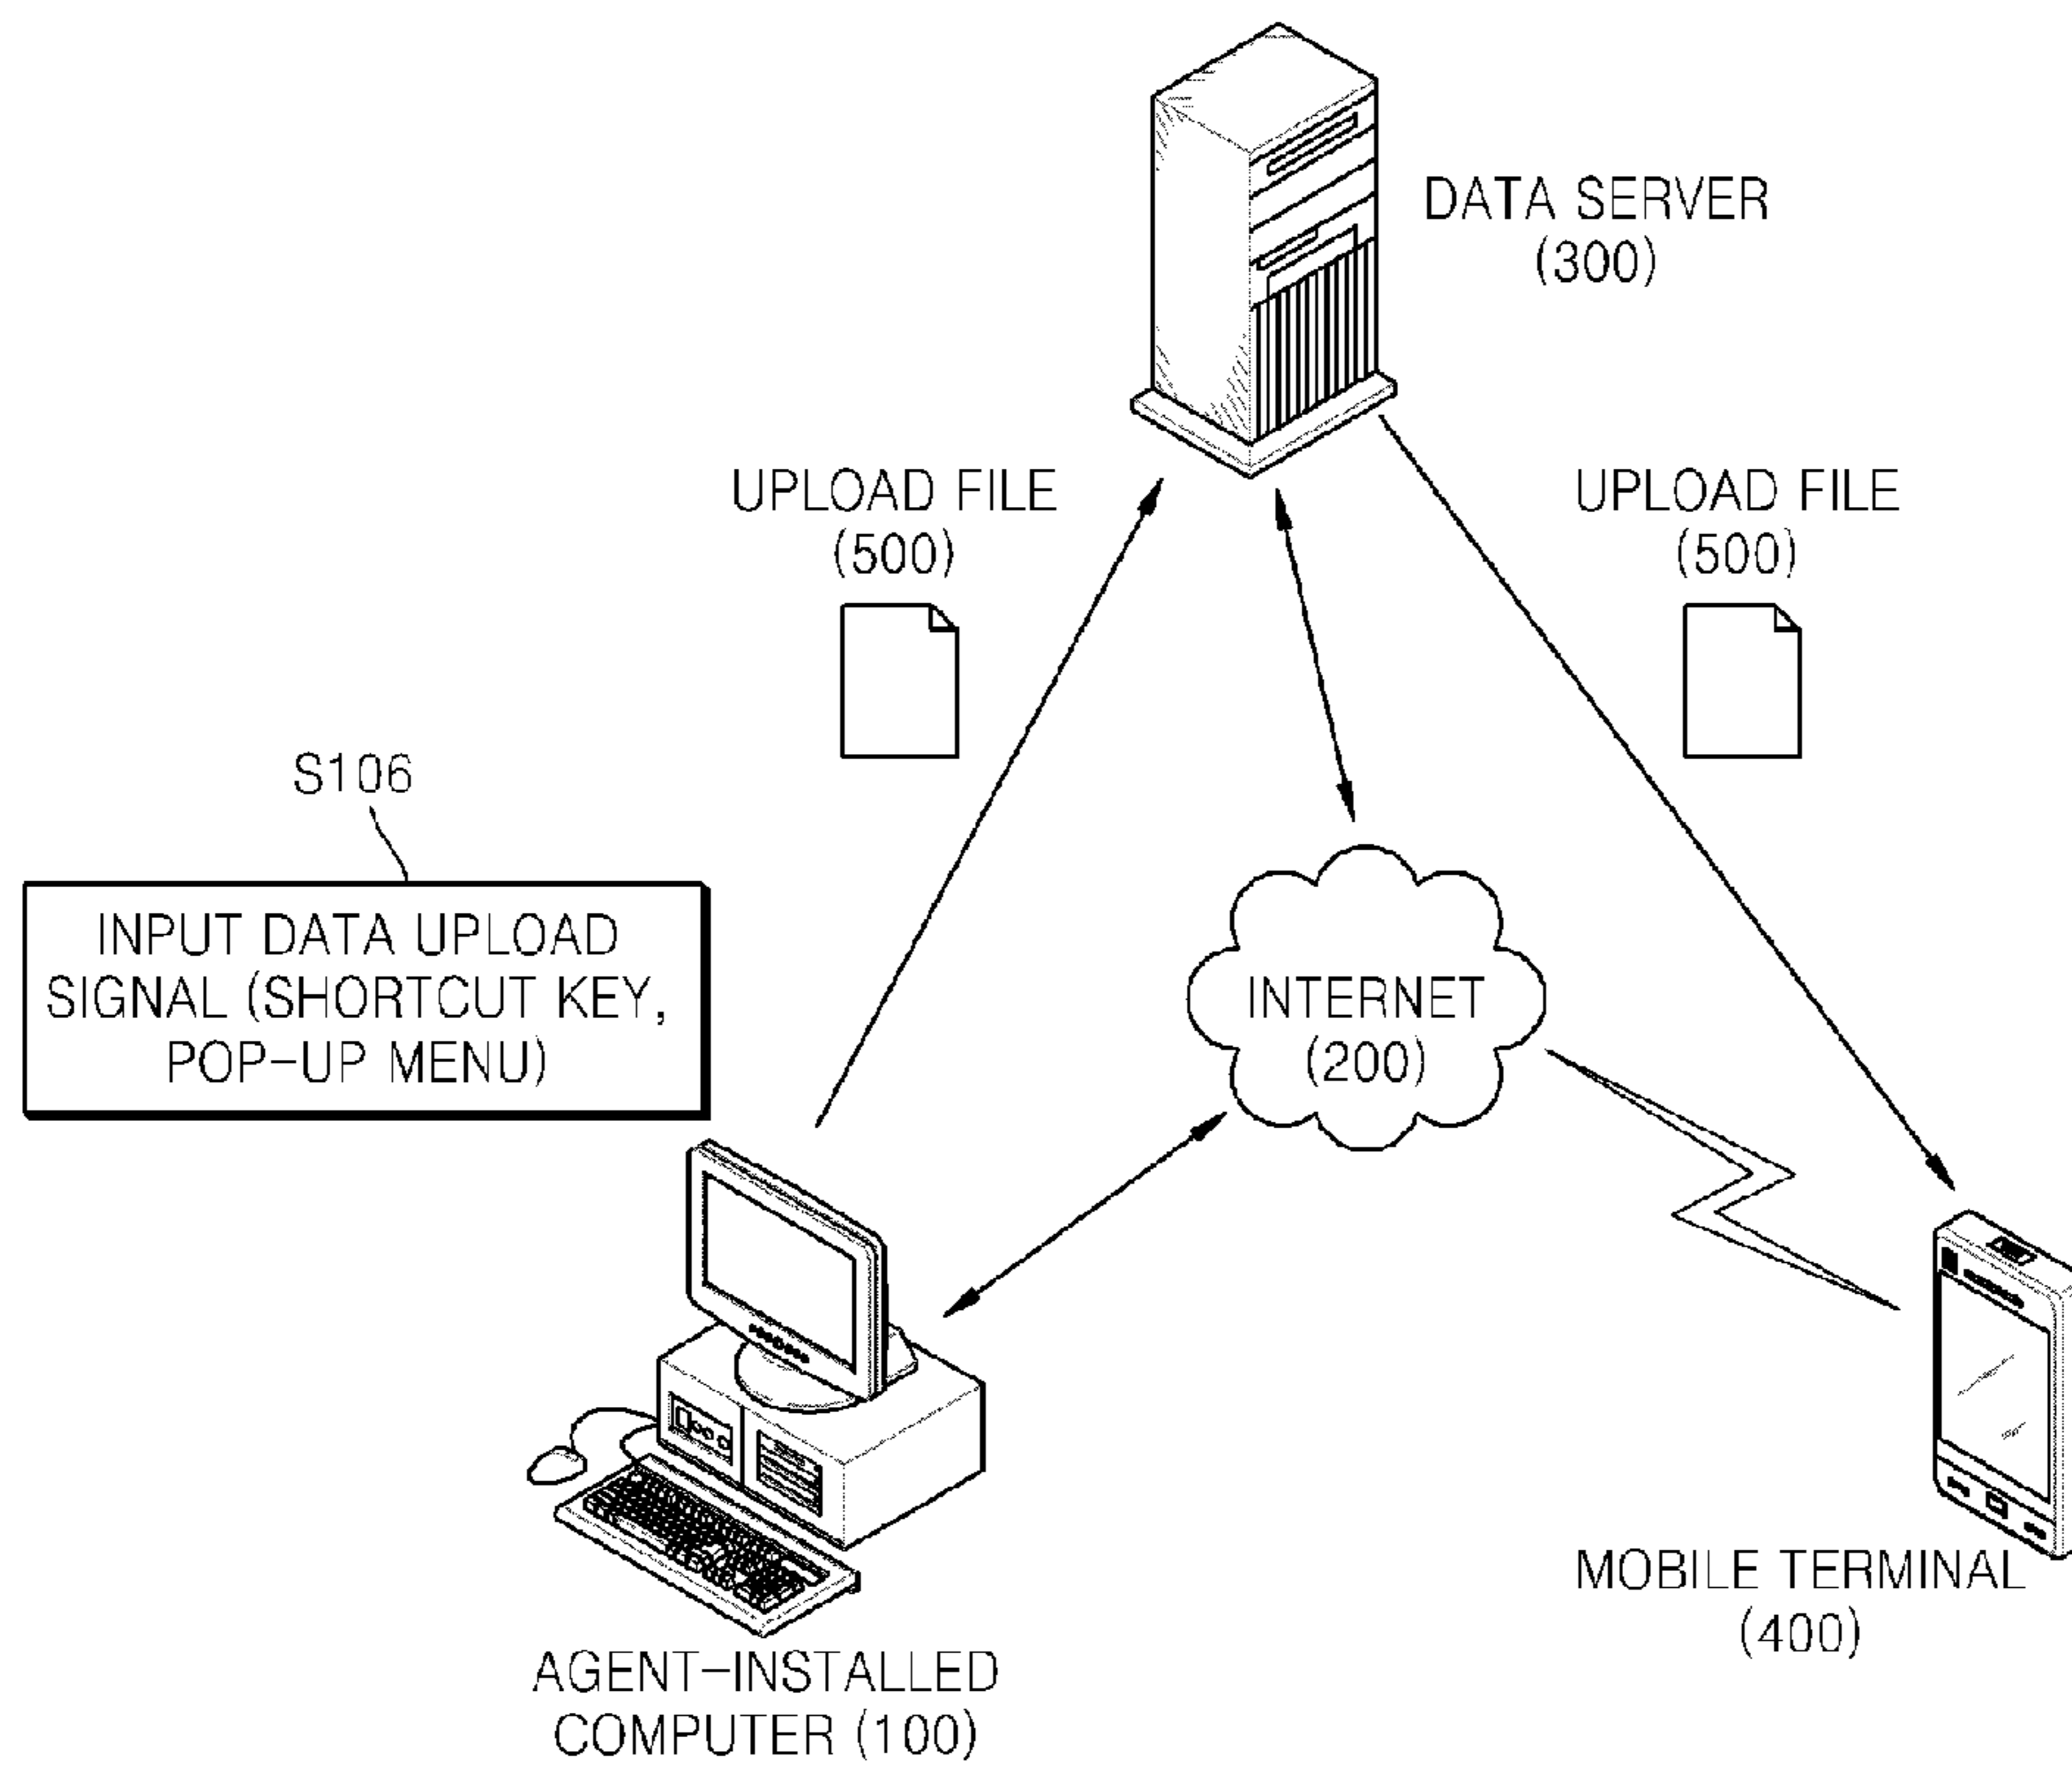 DATA SERVER
(300)
UPLOAD FILE
(500)
UPLOAD FILE
(500)
S106
INPUT DATA UPLOAD
SIGNAL (SHORTCUT KEY,
POP-UP MENU)
INTERNET
(200)
MOBILE TERMINAL
(400)
AGENT-INSTALLED
COMPUTER (100)